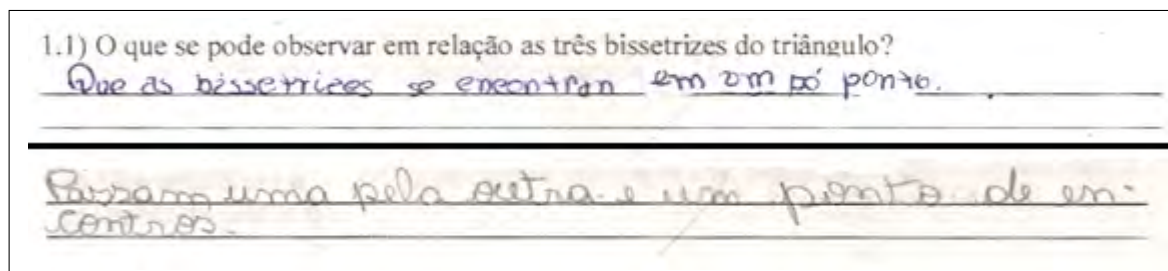 1.1) O que se pode observar em relação as três bissetrizes do triângulo?
Que as bissetrizes se encontran em um só ponto.
Passam uma pela outra e um ponto de en-
contros.